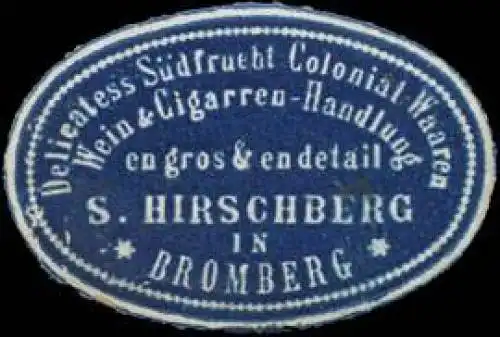 Delicatess Südfrucht Colonial-Waaren
Wein & Cigarren-Handlung
en gros & en detail
S. HIRSCHBERG
IN
* BROMBERG *